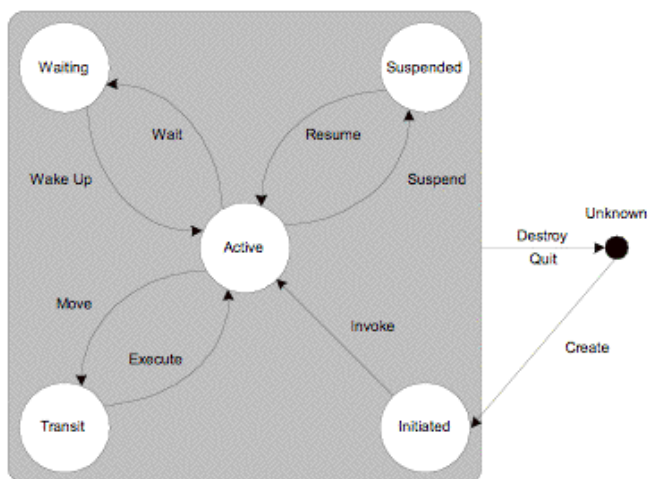 Waiting
Suspended
Wait
Resume
Wake Up
Suspend
Unknown
Active
Destroy
Quit
Move
Invoke
Execute
Create
Transit
Initiated